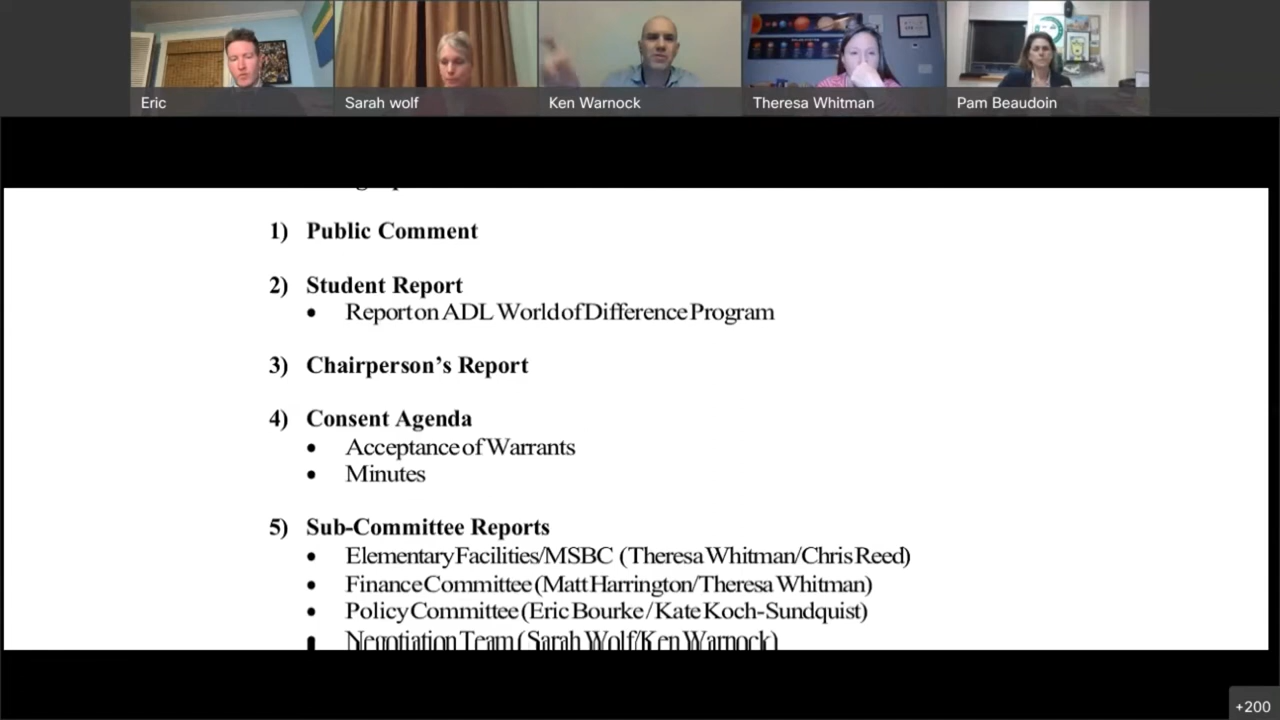 Eric
Sarah wolf
Ken Warnock
Theresa Whitman
Pam Beaudoin
1) Public Comment
2) Student Report
• Report on ADL World of Difference Program
3) Chairperson's Report
4) Consent Agenda
• Acceptance of Warrants
• Minutes
5) Sub-Committee Reports
• Elementary Facilities/MSBC (Theresa Whitman/Chris Reed)
• Finance Committee (Matt Harrington/Theresa Whitman)
• Policy Committee (Eric Bourke/Kate Koch-Sundquist)
• Negotiation Team (Sarah Wolf/Ken Warnock)
+200